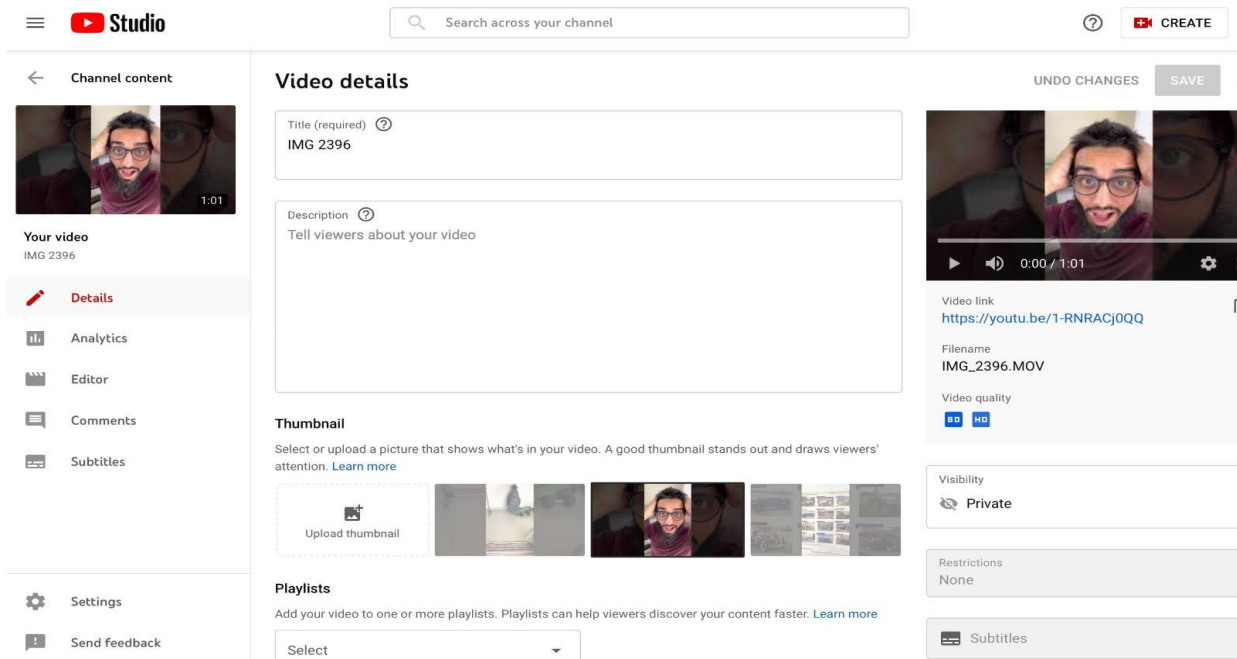 Studio
Search across your channel
CREATE
Channel content
1:01
Your video
IMG 2396
Details
Analytics
Editor
Comments
Subtitles
Settings
Send feedback
Video details
UNDO CHANGES
SAVE
Title (required)
IMG 2396
Description
Tell viewers about your video
Thumbnail
Select or upload a picture that shows what's in your video. A good thumbnail stands out and draws viewers'
attention. Learn more
Upload thumbnail
Playlists
Add your video to one or more playlists. Playlists can help viewers discover your content faster. Learn more
Select
0:00 / 1:01
Video link
https://youtu.be/1-RNRACj0QQ
Filename
IMG_2396.MOV
Video quality
SD HD
Visibility
Private
Restrictions
None
Subtitles